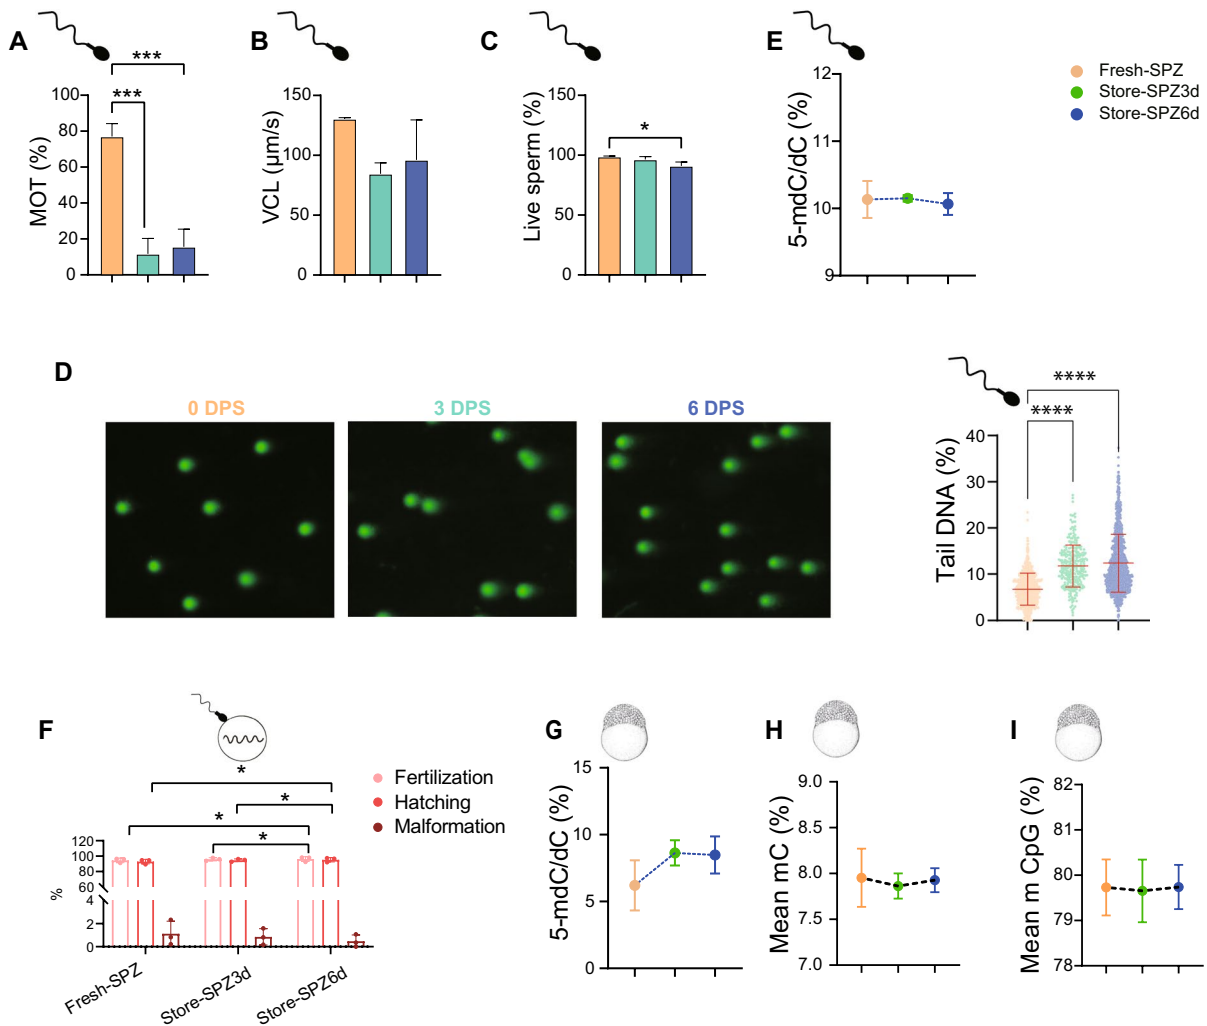 A
B
C
E
Fresh-SPZ
Store-SPZ3d
Store-SPZ6d
***
***
MOT (%)
100
80
60
40
20
0
VCL (µm/s)
150
100
50
0
*
Live sperm (%)
150
100
50
0
5-mdC/dC (%)
12
11
10
9
D
0 DPS
3 DPS
6 DPS
****
****
Tail DNA (%)
40
30
20
10
0
F
Fertilization
Hatching
Malformation
*
*
*
*
%
120
100
80
60
4
2
0
Fresh-SPZ
Store-SPZ3d
Store-SPZ6d
G
5-mdC/dC (%)
15
10
5
0
H
Mean mC (%)
9.0
8.5
8.0
7.5
7.0
I
Mean m CpG (%)
82
81
80
79
78